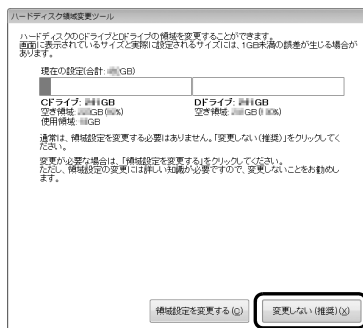 ハードディスク領域変更ツール
ハードディスクのCドライブとDドライブの領域を変更することができます。
画面に表示されているサイズと実際に設定されるサイズには、1GB未満の誤差が生じる場合が
あります。
現在の設定(合計: GB)
Cドライブ: GB
空き領域: GB( %)
使用領域: GB
Dドライブ: GB
空き領域: GB( %)
通常は、領域設定を変更する必要はありません。「変更しない(推奨)」をクリックしてく
ださい。
変更が必要な場合は、「領域設定を変更する」をクリックしてください。
ただし、領域設定の変更には詳しい知識が必要ですので、変更しないことをお勧めし
ます。
領域設定を変更する(C)
変更しない(推奨)(X)